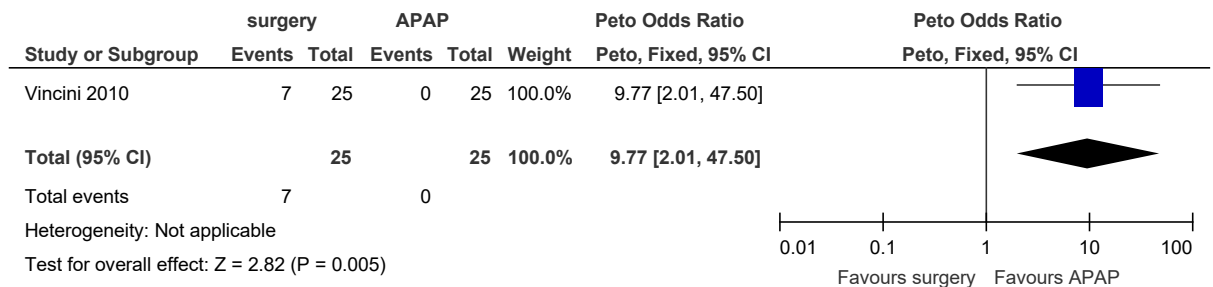 surgery APAP Peto Odds Ratio Peto Odds Ratio
Study or Subgroup Events Total Events Total Weight Peto, Fixed, 95% CI Peto, Fixed, 95% CI
Vincini 2010 7 25 0 25 100.0% 9.77 [2.01, 47.50]
Total (95% CI) 25 25 100.0% 9.77 [2.01, 47.50]
Total events 7 0
Heterogeneity: Not applicable
Test for overall effect: Z = 2.82 (P = 0.005)
0.01 0.1 1 10 100
Favours surgery Favours APAP